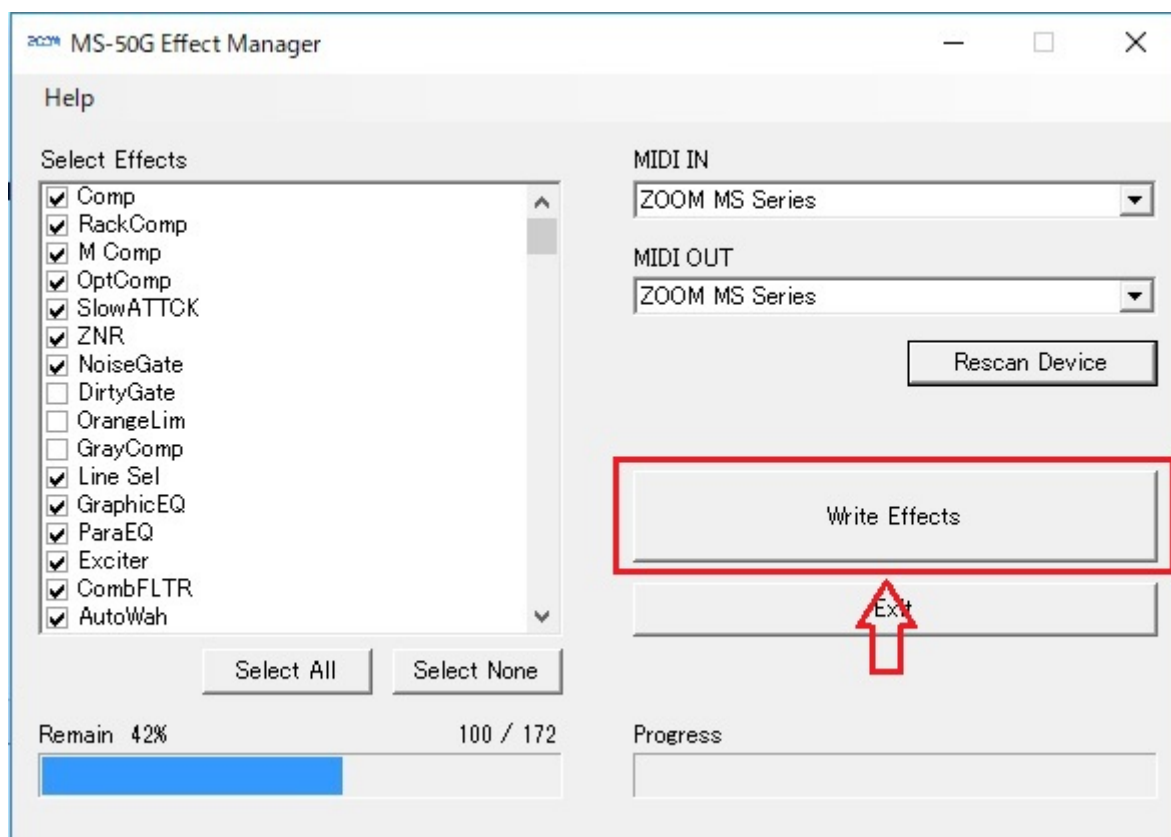 ZOOM MS-50G Effect Manager
Help
Select Effects
Comp
RackComp
M Comp
OptComp
SlowATTCK
ZNR
NoiseGate
DirtyGate
OrangeLim
GrayComp
Line Sel
GraphicEQ
ParaEQ
Exciter
CombFLTR
AutoWah
Select All
Select None
Remain 42%
100 / 172
MIDI IN
ZOOM MS Series
MIDI OUT
ZOOM MS Series
Rescan Device
Write Effects
Exit
Progress